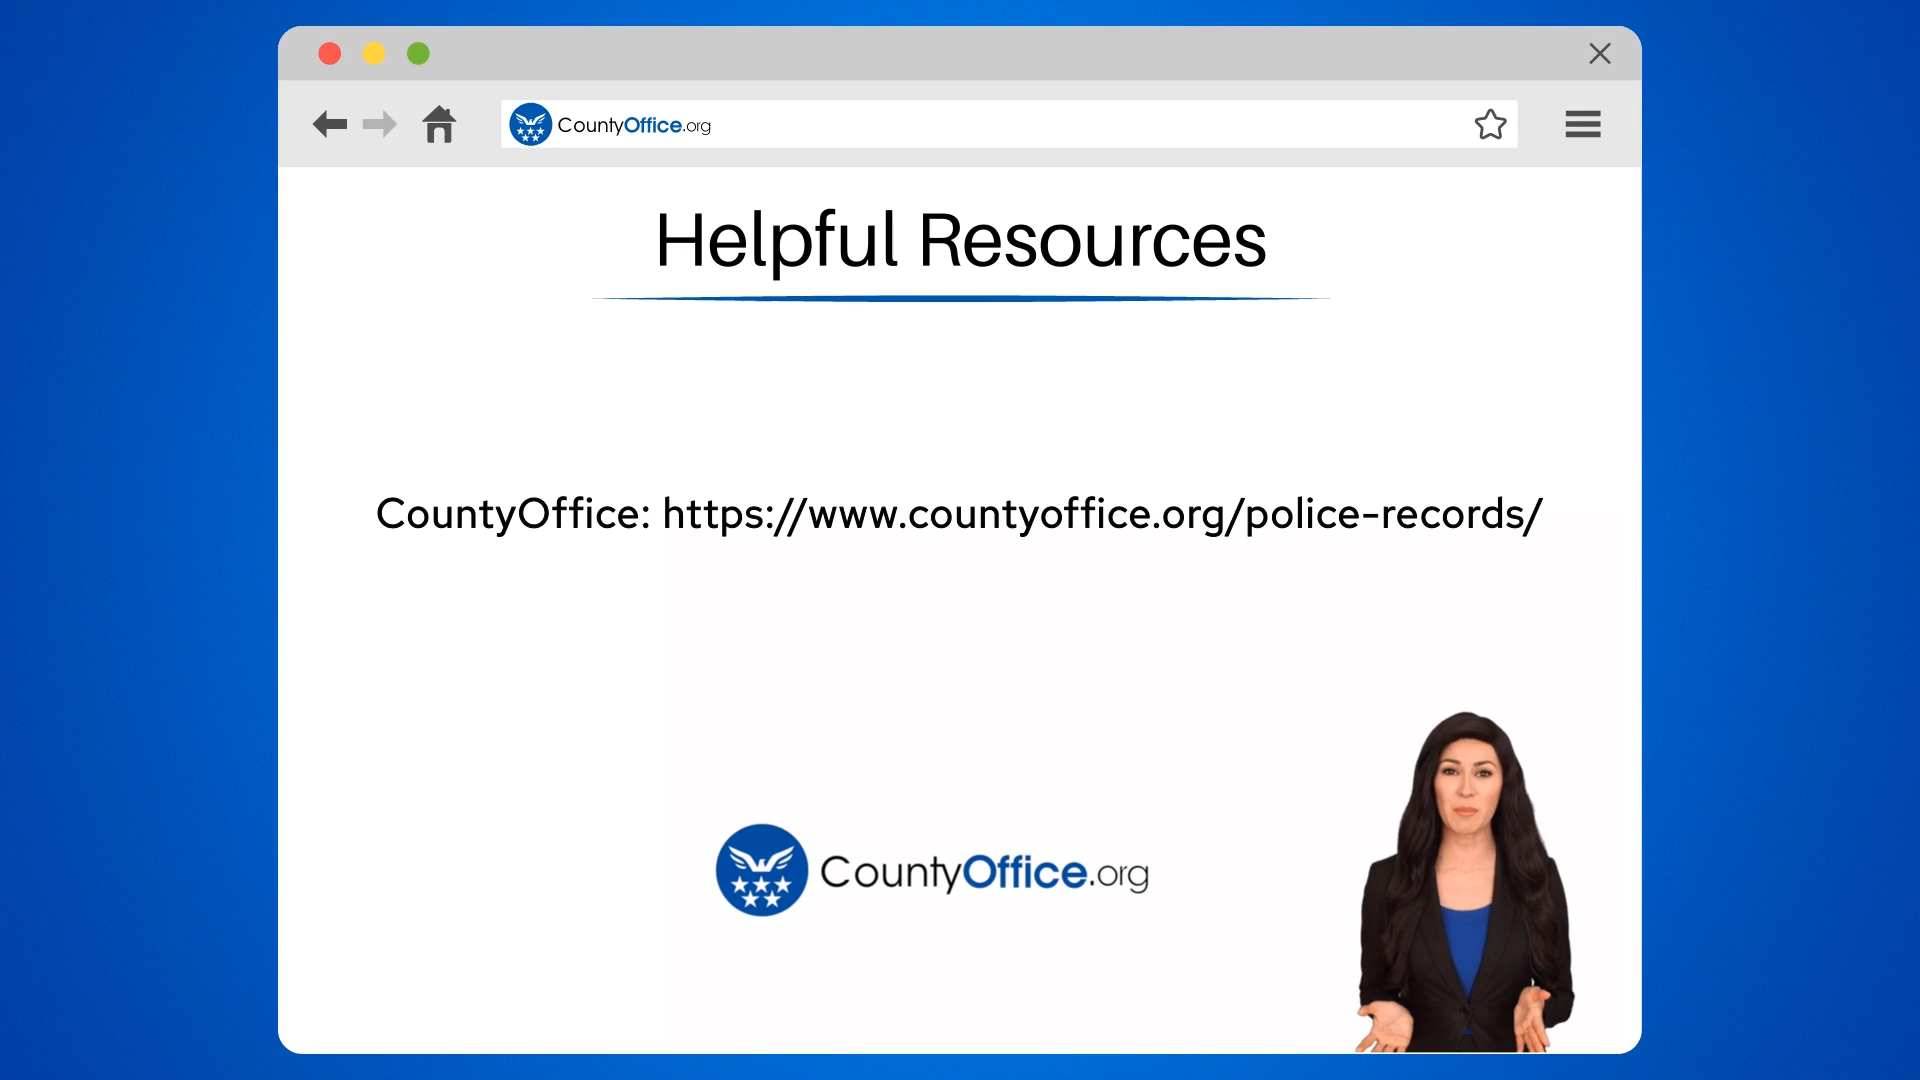 CountyOffice.org
Helpful Resources
CountyOffice: https://www.countyoffice.org/police-records/
CountyOffice.org